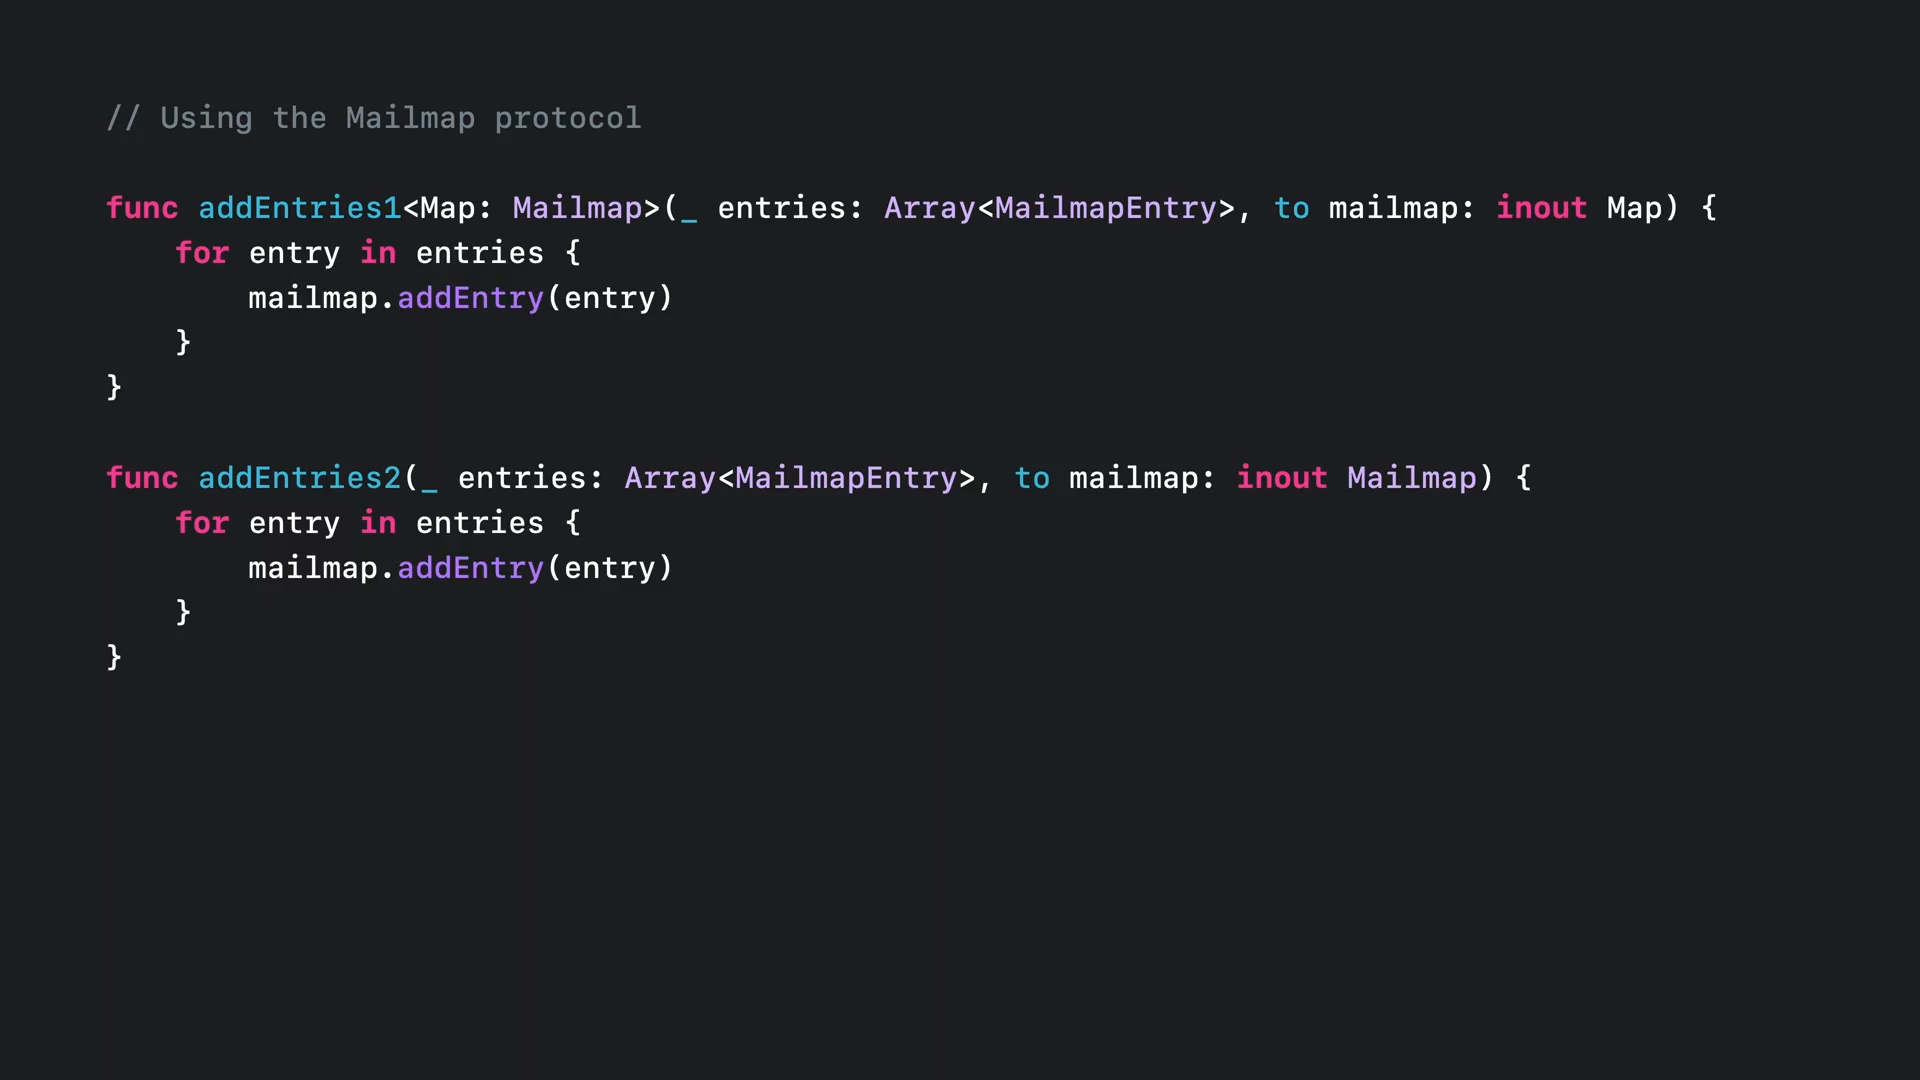 // Using the Mailmap protocol
func addEntries1<Map: Mailmap>(_ entries: Array<MailmapEntry>, to mailmap: inout Map) {
    for entry in entries {
        mailmap.addEntry(entry)
    }
}
func addEntries2(_ entries: Array<MailmapEntry>, to mailmap: inout Mailmap) {
    for entry in entries {
        mailmap.addEntry(entry)
    }
}